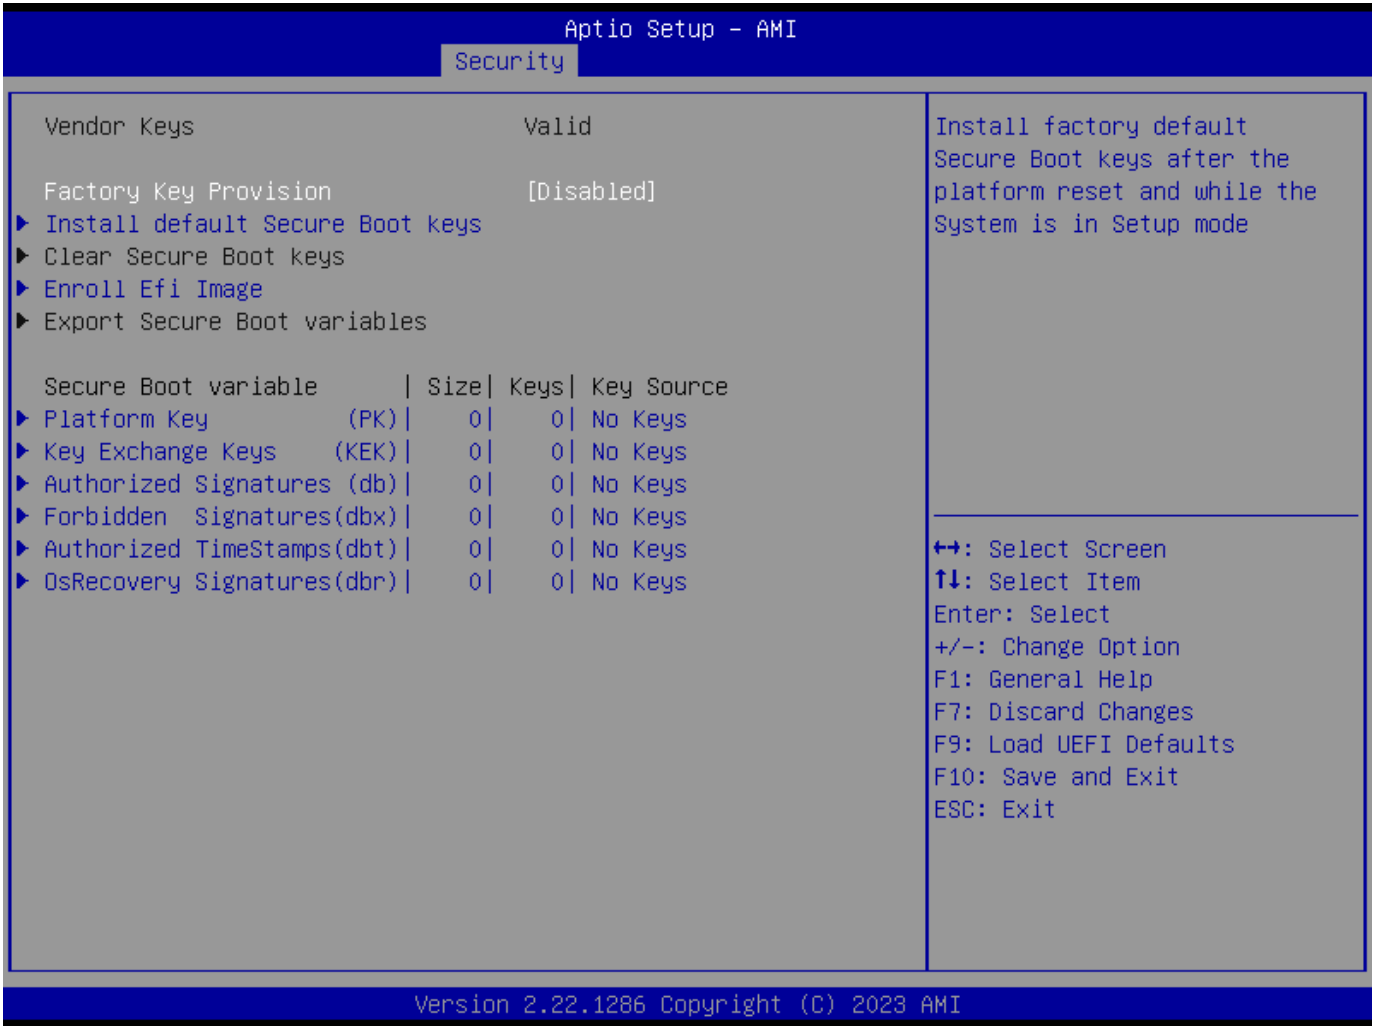 Aptio Setup – AMI
Security
Vendor Keys Valid
Factory Key Provision [Disabled]
Install default Secure Boot keys
Clear Secure Boot keys
Enroll Efi Image
Export Secure Boot variables
Secure Boot variable | Size| Keys| Key Source
Platform Key (PK)| 0| 0| No Keys
Key Exchange Keys (KEK)| 0| 0| No Keys
Authorized Signatures (db)| 0| 0| No Keys
Forbidden Signatures(dbx)| 0| 0| No Keys
Authorized TimeStamps(dbt)| 0| 0| No Keys
OsRecovery Signatures(dbr)| 0| 0| No Keys
Install factory default
Secure Boot keys after the
platform reset and while the
System is in Setup mode
↔: Select Screen
↑↓: Select Item
Enter: Select
+/-: Change Option
F1: General Help
F7: Discard Changes
F9: Load UEFI Defaults
F10: Save and Exit
ESC: Exit
Version 2.22.1286 Copyright (C) 2023 AMI